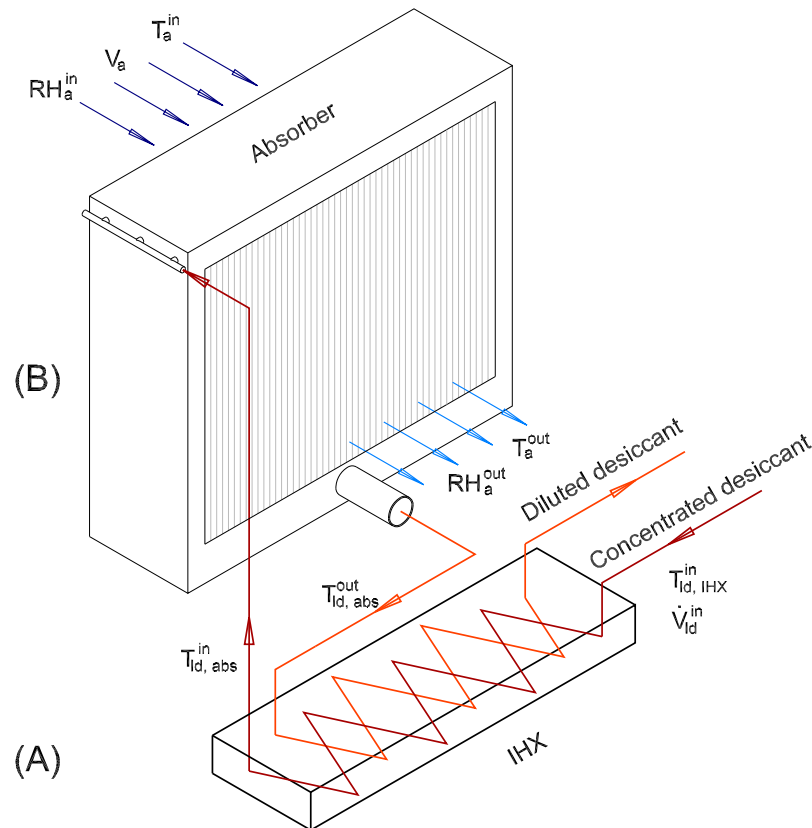 T_a^in
V_a
RH_a^in
Absorber
(B)
T_a^out
RH_a^out
Diluted desiccant
Concentrated desiccant
T_ld, abs^out
T_ld, IHX^in
V̇_ld^in
T_ld, abs^in
IHX
(A)